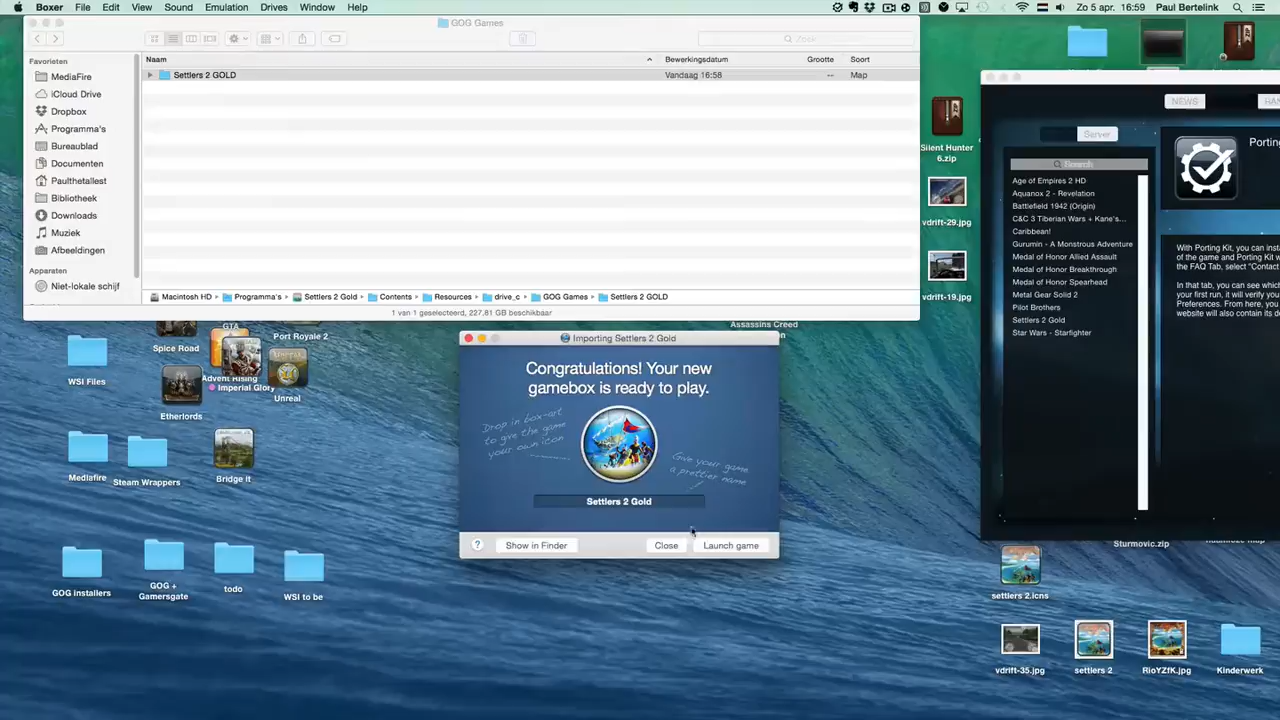 Boxer File Edit View Sound Emulation Drives Window Help
Zo 5 apr. 16:59 Paul Bertelink
GOG Games
Zoek
Favorieten
MediaFire
iCloud Drive
Dropbox
Programma's
Bureaublad
Documenten
Paulthetallest
Bibliotheek
Downloads
Muziek
Afbeeldingen
Apparaten
Niet-lokale schijf
Naam Bewerkingsdatum Grootte Soort
Settlers 2 GOLD Vandaag 16:58 -- Map
Macintosh HD Programma's Settlers 2 Gold Contents Resources drive_c GOG Games Settlers 2 GOLD
1 van 1 geselecteerd, 227,81 GB beschikbaar
Silent Hunter
6.zip
vdrift-29.jpg
vdrift-19.jpg
Assassins Creed
NEWS
Server
Search
Age of Empires 2 HD
Aquanox 2 - Revelation
Battlefield 1942 (Origin)
C&C 3 Tiberian Wars + Kane's...
Caribbean!
Gurumin - A Monstrous Adventure
Medal of Honor Allied Assault
Medal of Honor Breakthrough
Medal of Honor Spearhead
Metal Gear Solid 2
Pilot Brothers
Settlers 2 Gold
Star Wars - Starfighter
Porting
With Porting Kit, you can insta
of the game and Porting Kit w
the FAQ Tab, select "Contact
In that tab, you can see which
your first run, it will verify your
Preferences. From here, you
website will also contain its de
Spice Road
GTA
Port Royale 2
WSI Files
Advent Rising
Imperial Glory
Unreal
Etherlords
Mediafire
Steam Wrappers
Bridge It
GOG installers
GOG +
Gamersgate
todo
WSI to be
Importing Settlers 2 Gold
Congratulations! Your new
gamebox is ready to play.
Drop in box-art
to give the game
your own icon
Give your game
a prettier name
Settlers 2 Gold
? Show in Finder Close Launch game
Sturmovic.zip
settlers 2.icns
vdrift-35.jpg
settlers 2
RioYZfK.jpg
Kinderwerk